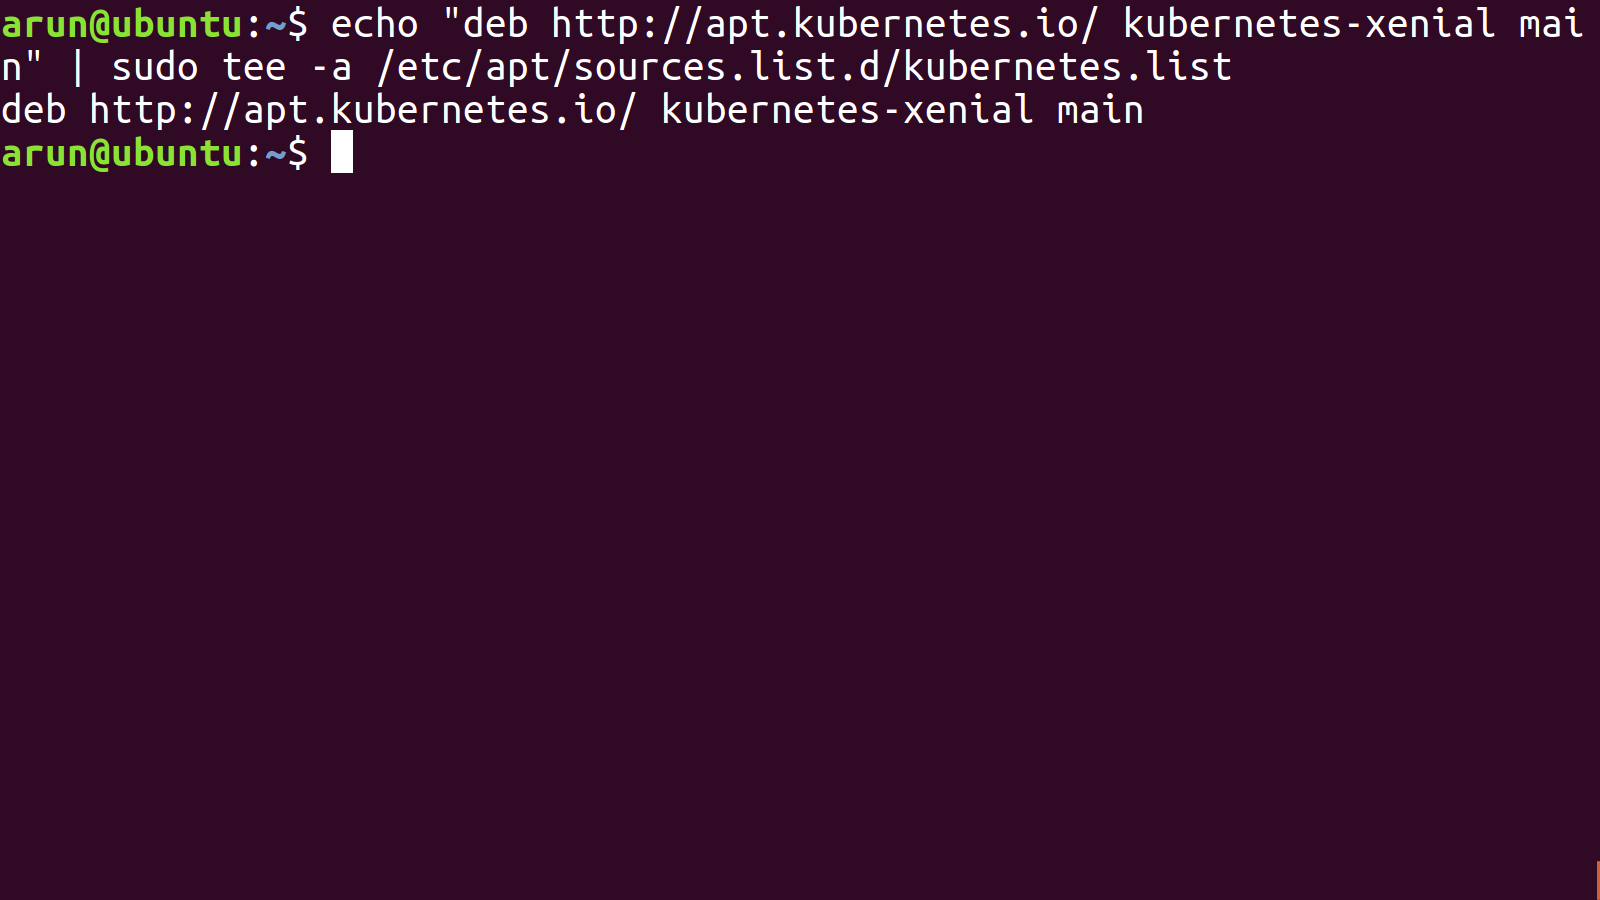 arun@ubuntu:~$ echo "deb http://apt.kubernetes.io/ kubernetes-xenial mai
n" | sudo tee -a /etc/apt/sources.list.d/kubernetes.list
deb http://apt.kubernetes.io/ kubernetes-xenial main
arun@ubuntu:~$